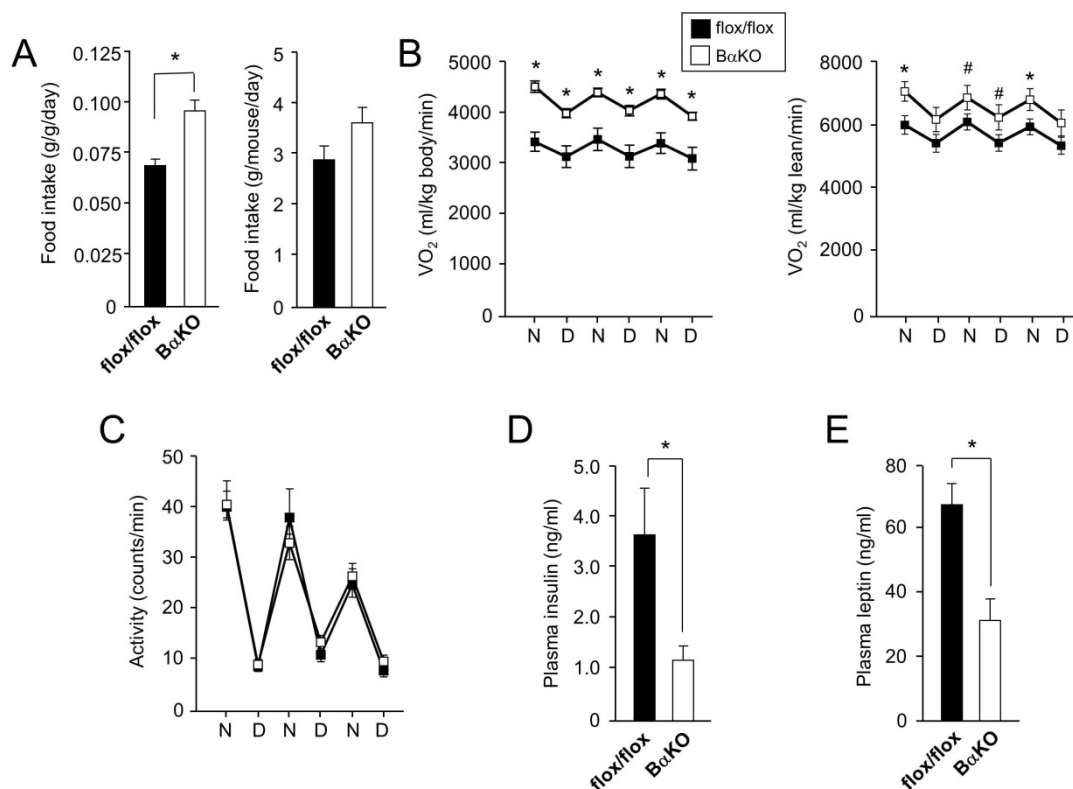 A
Food intake (g/g/day)
0.125
0.100
0.075
0.050
0.025
0
*
flox/flox
BαKO
Food intake (g/mouse/day)
5
4
3
2
1
0
flox/flox
BαKO
B
flox/flox
BαKO
VO2 (ml/kg body/min)
5000
4000
3000
2000
1000
0
* * * * * *
N D N D N D
VO2 (ml/kg lean/min)
8000
6000
4000
2000
0
* # # *
N D N D N D
C
Activity (counts/min)
50
40
30
20
10
0
N D N D N D
D
Plasma insulin (ng/ml)
5.0
4.0
3.0
2.0
1.0
0
*
flox/flox
BαKO
E
Plasma leptin (ng/ml)
80
60
40
20
0
*
flox/flox
BαKO